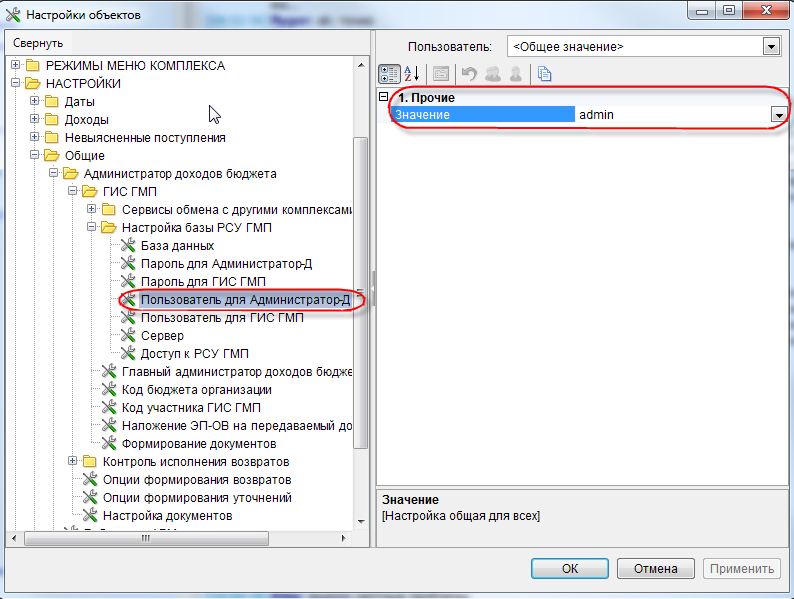 Настройки объектов
Свернуть
РЕЖИМЫ МЕНЮ КОМПЛЕКСА
НАСТРОЙКИ
Даты
Доходы
Невыясненные поступления
Общие
Администратор доходов бюджета
ГИС ГМП
Сервисы обмена с другими комплексами
Настройка базы РСУ ГМП
База данных
Пароль для Администратор-Д
Пароль для ГИС ГМП
Пользователь для Администратор-Д
Пользователь для ГИС ГМП
Сервер
Доступ к РСУ ГМП
Главный администратор доходов бюдже
Код бюджета организации
Код участника ГИС ГМП
Наложение ЭП-ОВ на передаваемый до
Формирование документов
Контроль исполнения возвратов
Опции формирования возвратов
Опции формирования уточнений
Настройка документов
Пользователь: <Общее значение>
1. Прочие
Значение admin
Значение
[Настройка общая для всех]
ОК Отмена Применить